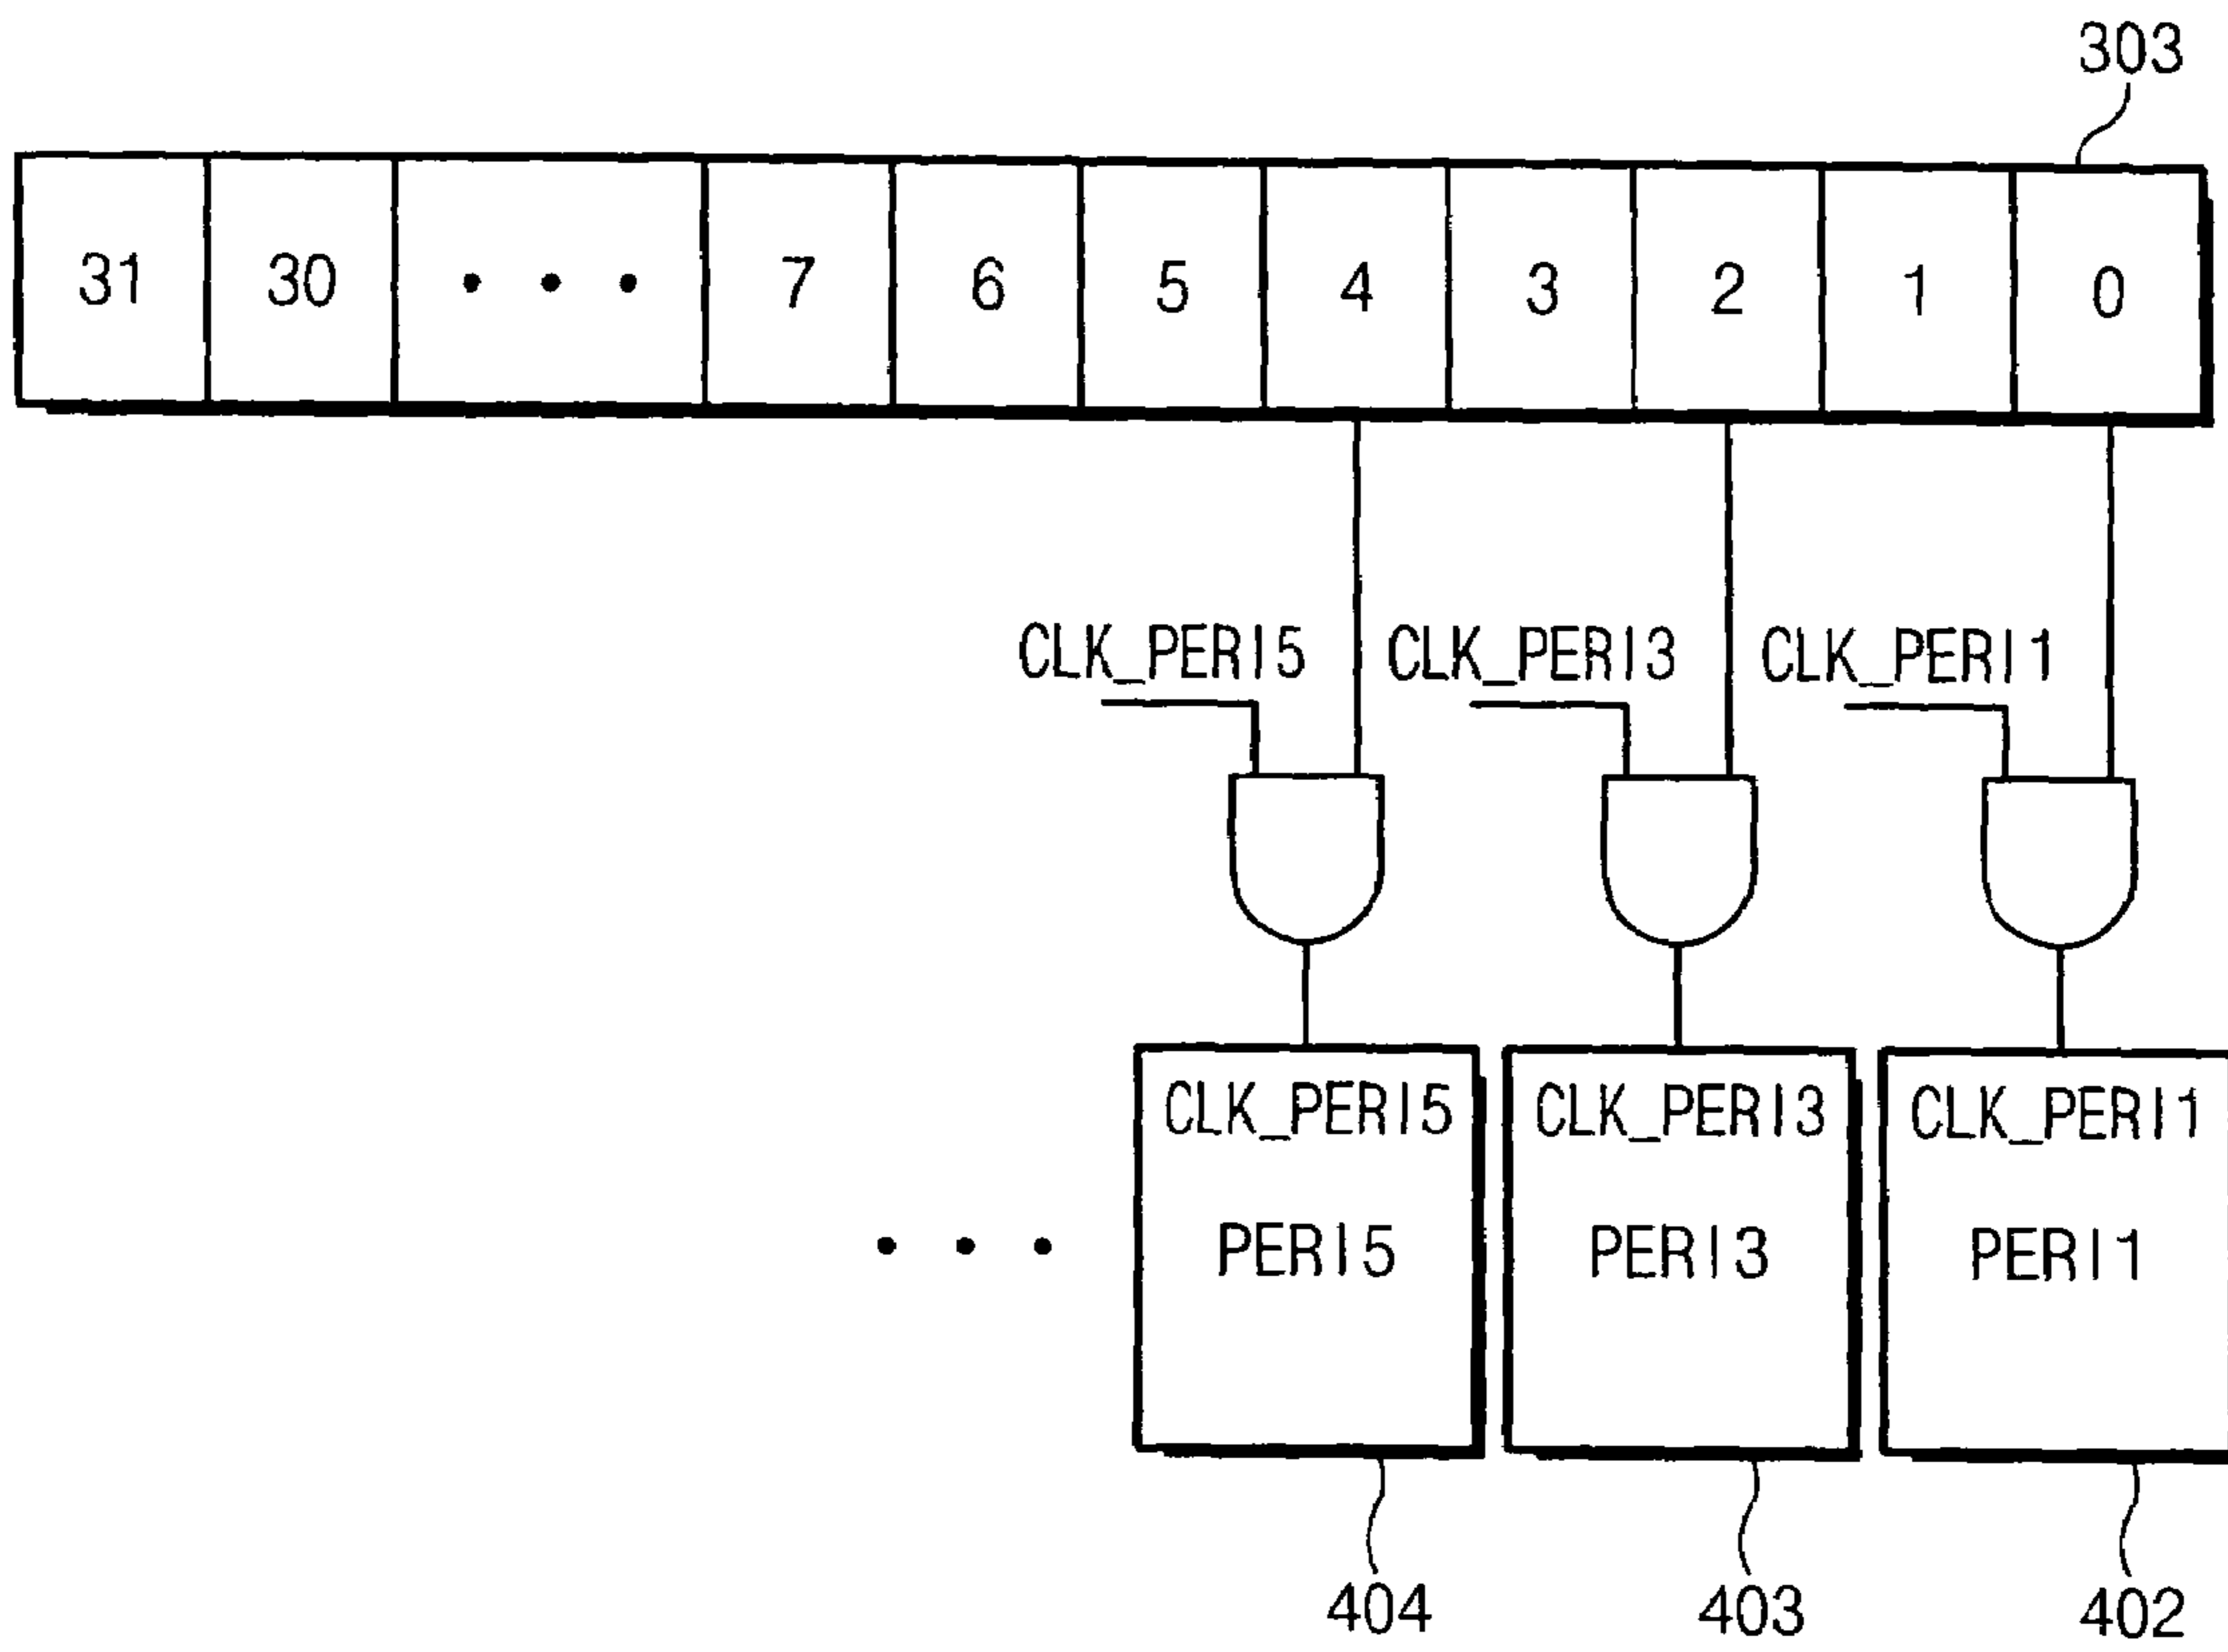 303
31 30 • • • 7 6 5 4 3 2 1 0
CLK_PERI5 CLK_PERI3 CLK_PERI1
CLK_PERI5 CLK_PERI3 CLK_PERI1
• • • PERI5 PERI3 PERI1
404 403 402